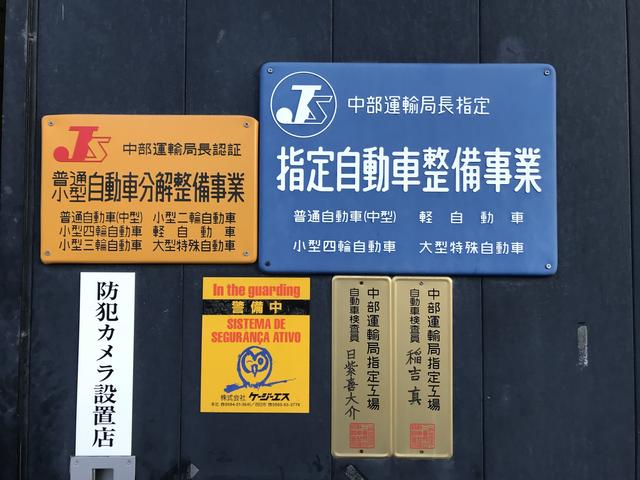 JS
中部運輸局長認証
普通
小型
自動車分解整備事業
普通自動車(中型) 小型二輪自動車
小型四輪自動車 軽自動車
小型三輪自動車 大型特殊自動車
JS
中部運輸局長指定
指定自動車整備事業
普通自動車(中型) 軽自動車
小型四輪自動車 大型特殊自動車
防犯カメラ設置店
In the guarding
警備中
SISTEMA DE
SEGURANÇA ATIVO
株式会社 ケージーエス
中部運輸局指定工場
自動車検査員
日紫喜大介
中部運輸局指定工場
自動車検査員
稲吉真